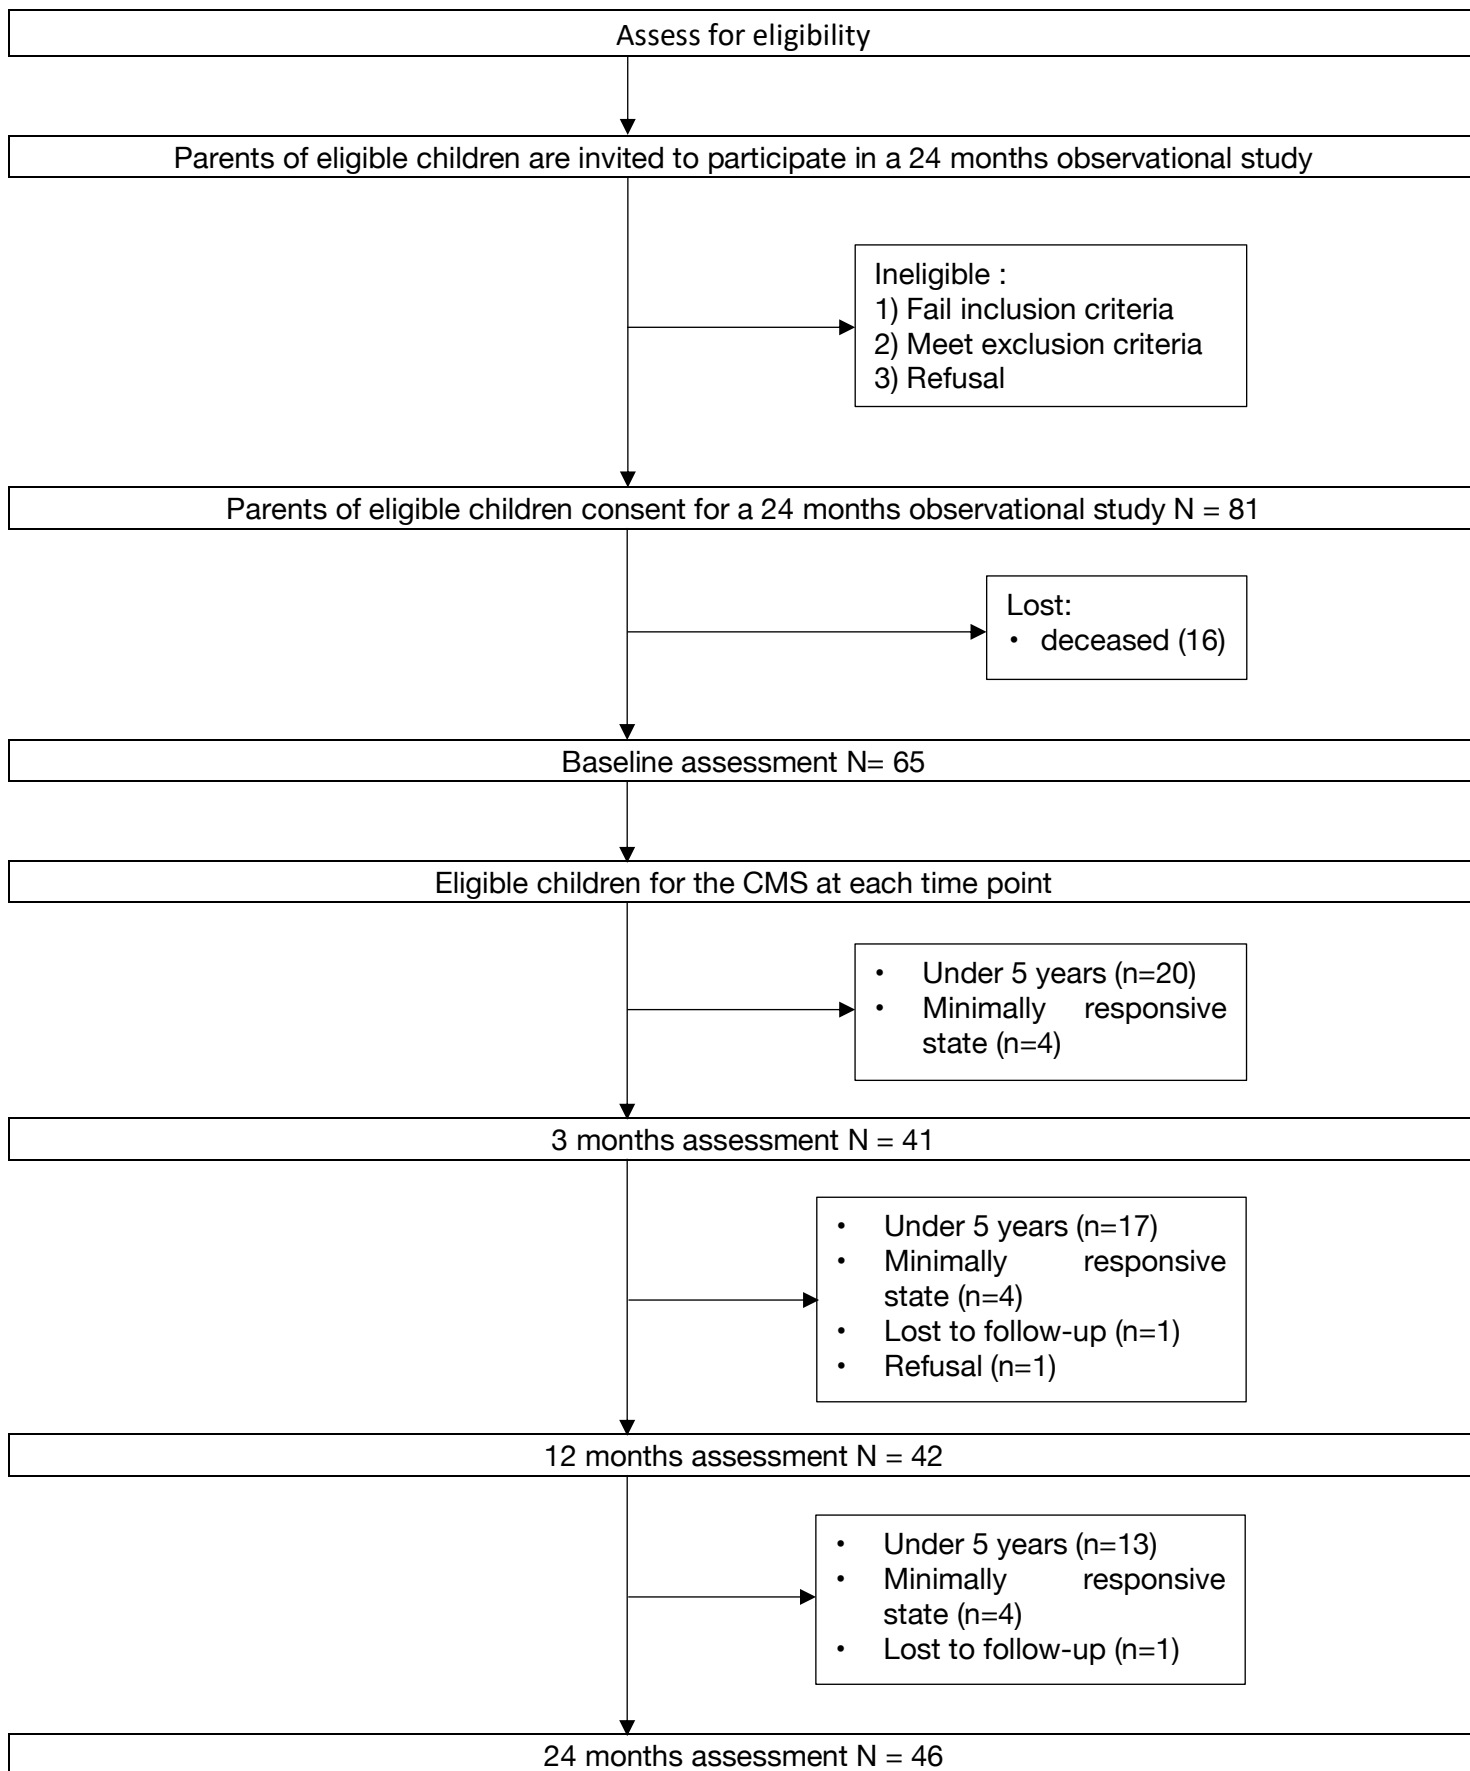 Assess for eligibility
Parents of eligible children are invited to participate in a 24 months observational study
Ineligible :
1) Fail inclusion criteria
2) Meet exclusion criteria
3) Refusal
Parents of eligible children consent for a 24 months observational study N = 81
Lost:
• deceased (16)
Baseline assessment N= 65
Eligible children for the CMS at each time point
• Under 5 years (n=20)
• Minimally responsive
state (n=4)
3 months assessment N = 41
• Under 5 years (n=17)
• Minimally responsive
state (n=4)
• Lost to follow-up (n=1)
• Refusal (n=1)
12 months assessment N = 42
• Under 5 years (n=13)
• Minimally responsive
state (n=4)
• Lost to follow-up (n=1)
24 months assessment N = 46